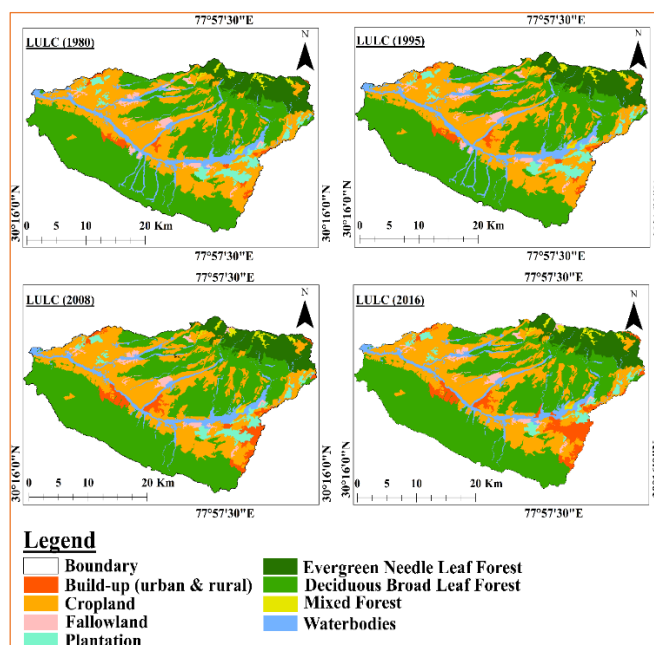 77°57'30"E 77°57'30"E
LULC (1980) N LULC (1995) N
30°16'0"N 30°16'0"N
0 5 10 20 Km 0 5 10 20 Km
77°57'30"E 77°57'30"E
77°57'30"E 77°57'30"E
LULC (2008) N LULC (2016) N
30°16'0"N 30°16'0"N
0 5 10 20 Km 0 5 10 20 Km
77°57'30"E 77°57'30"E
Legend
Boundary
Build-up (urban & rural)
Cropland
Fallowland
Plantation
Evergreen Needle Leaf Forest
Deciduous Broad Leaf Forest
Mixed Forest
Waterbodies